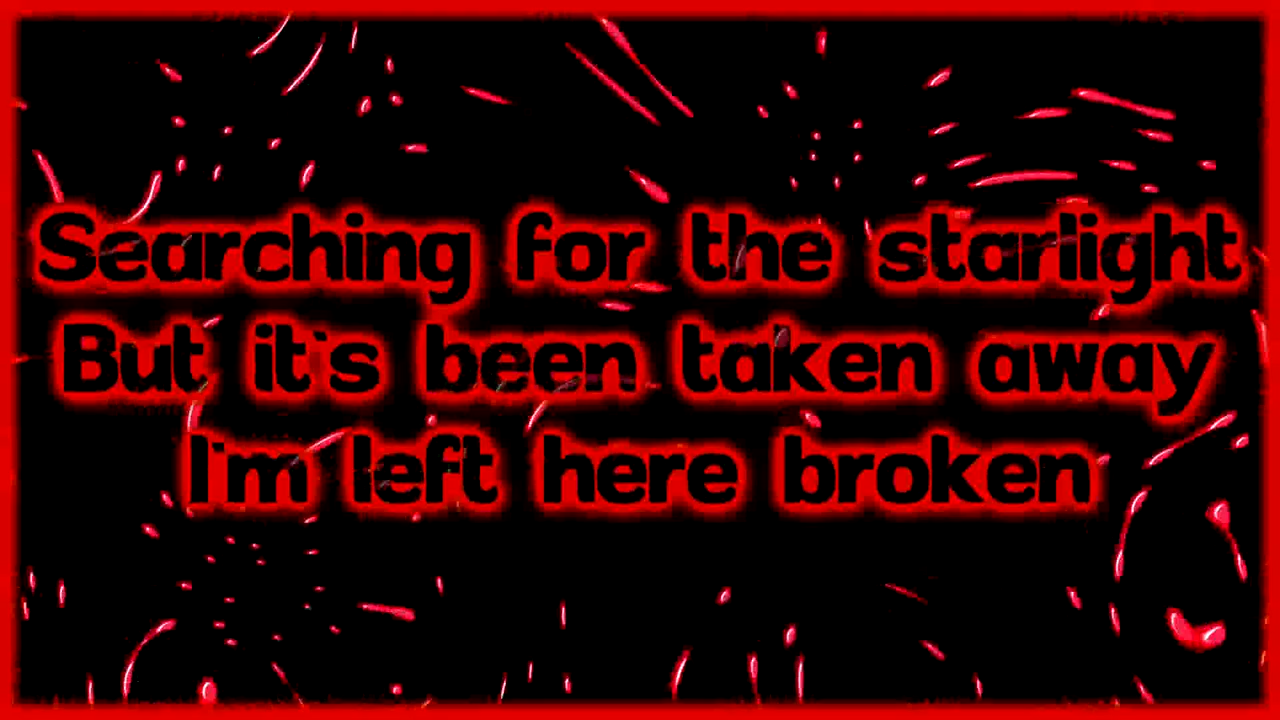 Searching for the starlight
But it's been taken away
I'm left here broken